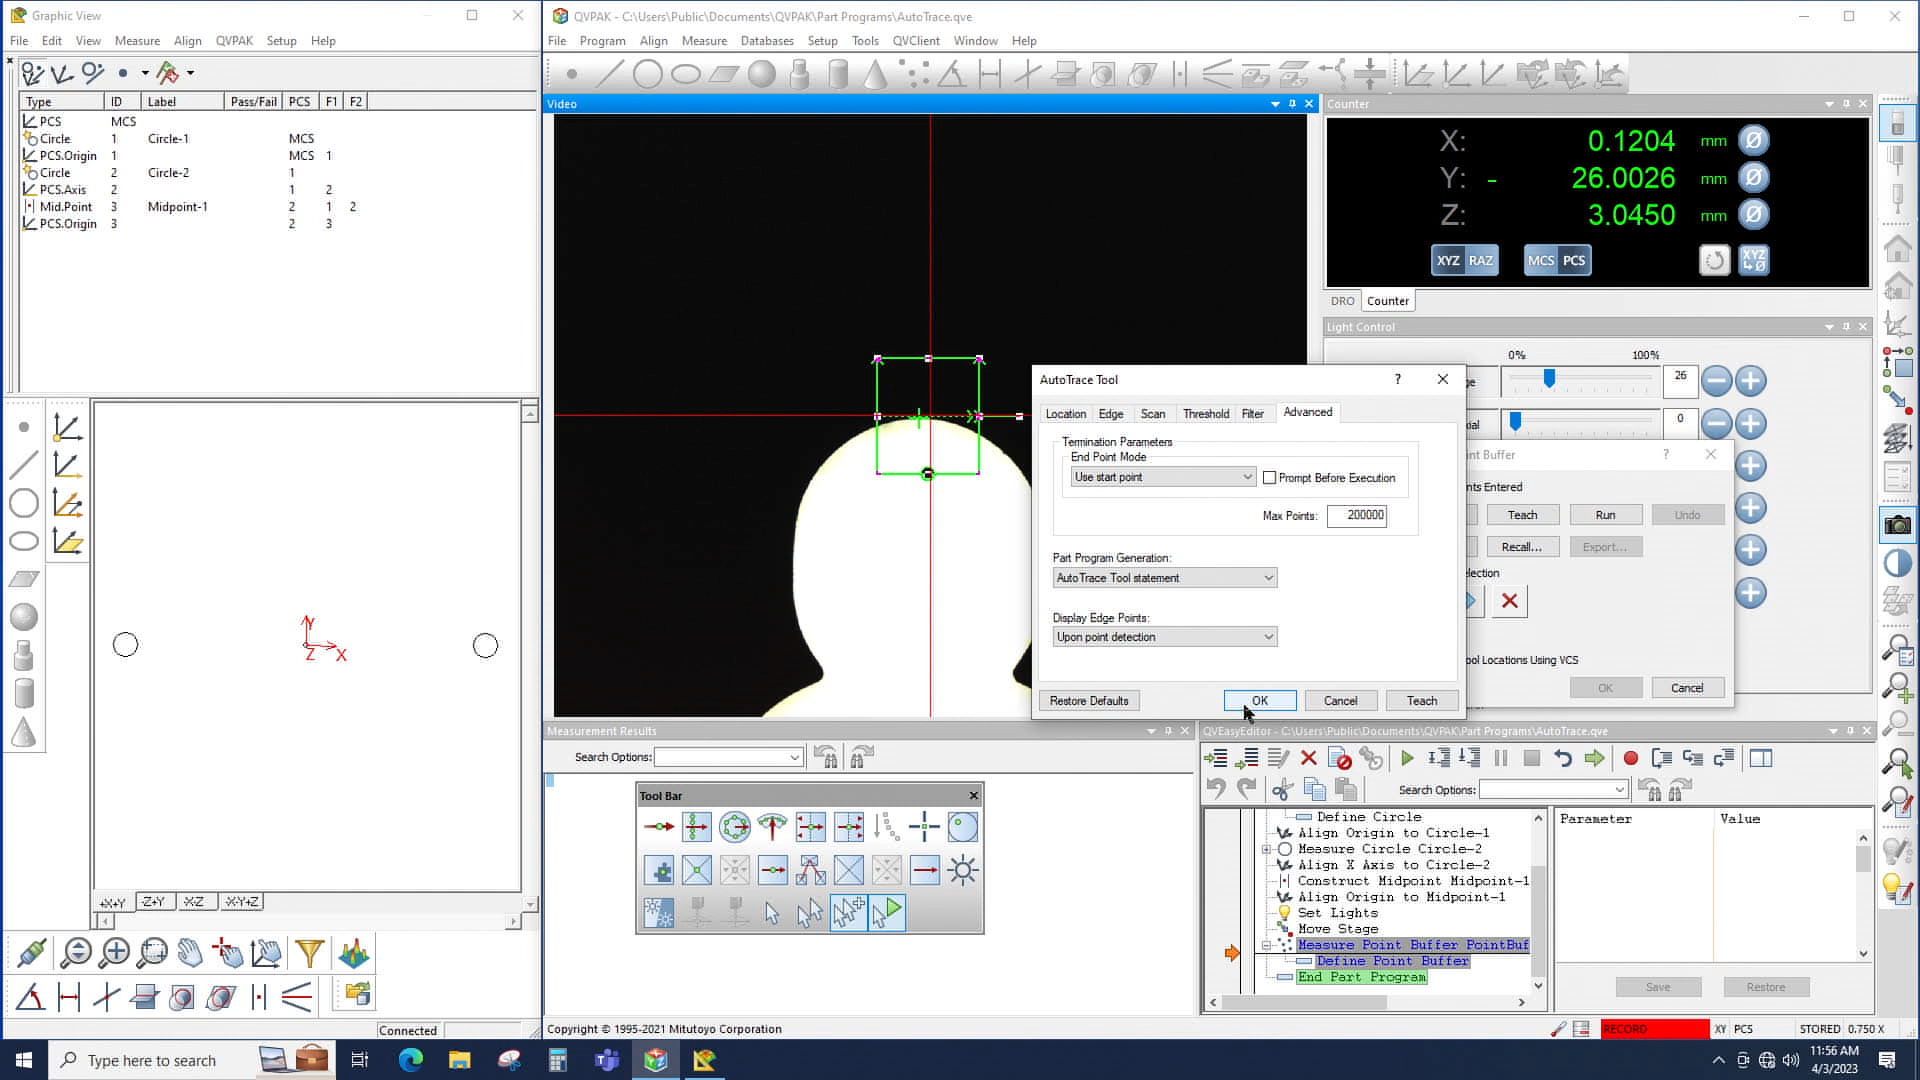 Graphic View
File Edit View Measure Align QVPAK Setup Help
Type ID Label Pass/Fail PCS F1 F2
PCS MCS
Circle 1 Circle-1 MCS
PCS.Origin 1 MCS 1
Circle 2 Circle-2 1
PCS.Axis 2 1 2
Mid.Point 3 Midpoint-1 2 1 2
PCS.Origin 3 2 3
Y
Z X
+X+Y -Z+Y -X-Z -X-Y+Z
Connected
QVPAK - C:\Users\Public\Documents\QVPAK\Part Programs\AutoTrace.qve
File Program Align Measure Databases Setup Tools QVClient Window Help
Video
Counter
X: 0.1204 mm
Y: - 26.0026 mm
Z: 3.0450 mm
XYZ RAZ MCS PCS XYZ
DRO Counter
Light Control
0% 100%
26
0
AutoTrace Tool
Location Edge Scan Threshold Filter Advanced
Termination Parameters
End Point Mode
Use start point Prompt Before Execution
Max Points: 200000
Part Program Generation:
AutoTrace Tool statement
Display Edge Points:
Upon point detection
Restore Defaults OK Cancel Teach
nt Buffer
nts Entered
Teach Run Undo
Recall... Export...
lection
ool Locations Using VCS
OK Cancel
Measurement Results
Search Options:
Tool Bar
QVEasyEditor - C:\Users\Public\Documents\QVPAK\Part Programs\AutoTrace.qve
Search Options:
Define Circle
Align Origin to Circle-1
Measure Circle Circle-2
Align X Axis to Circle-2
Construct Midpoint Midpoint-1
Align Origin to Midpoint-1
Set Lights
Move Stage
Measure Point Buffer PointBuf
Define Point Buffer
End Part Program
Parameter Value
Save Restore
Copyright © 1995-2021 Mitutoyo Corporation
RECORD XY PCS STORED 0.750 X
Type here to search
11:56 AM
4/3/2023